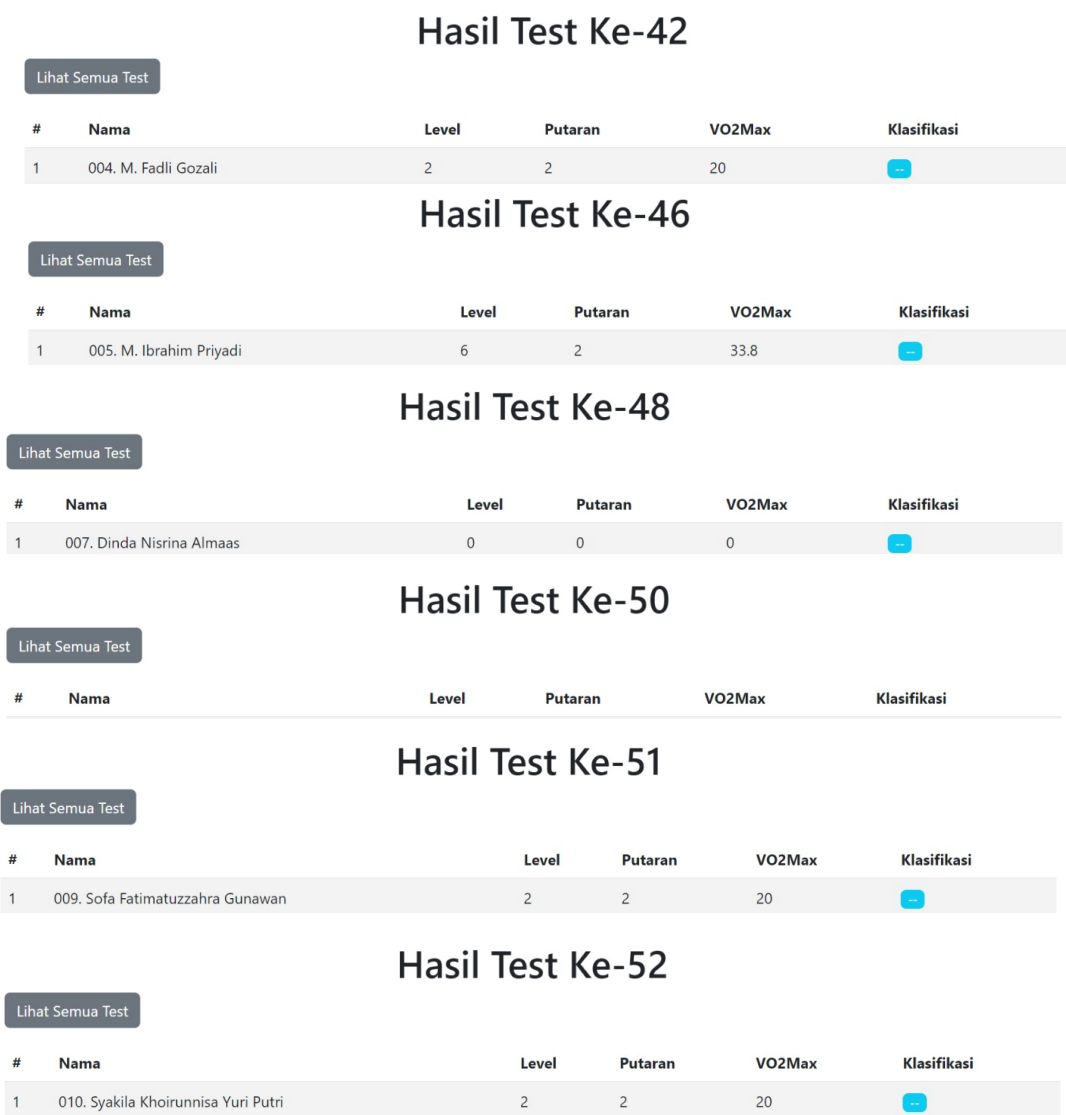 Hasil Test Ke-42
Lihat Semua Test
# Nama Level Putaran VO2Max Klasifikasi
1 004. M. Fadli Gozali 2 2 20 --
Hasil Test Ke-46
Lihat Semua Test
# Nama Level Putaran VO2Max Klasifikasi
1 005. M. Ibrahim Priyadi 6 2 33.8 --
Hasil Test Ke-48
Lihat Semua Test
# Nama Level Putaran VO2Max Klasifikasi
1 007. Dinda Nisrina Almaas 0 0 0 --
Hasil Test Ke-50
Lihat Semua Test
# Nama Level Putaran VO2Max Klasifikasi
Hasil Test Ke-51
Lihat Semua Test
# Nama Level Putaran VO2Max Klasifikasi
1 009. Sofa Fatimatuzzahra Gunawan 2 2 20 --
Hasil Test Ke-52
Lihat Semua Test
# Nama Level Putaran VO2Max Klasifikasi
1 010. Syakila Khoirunnisa Yuri Putri 2 2 20 --